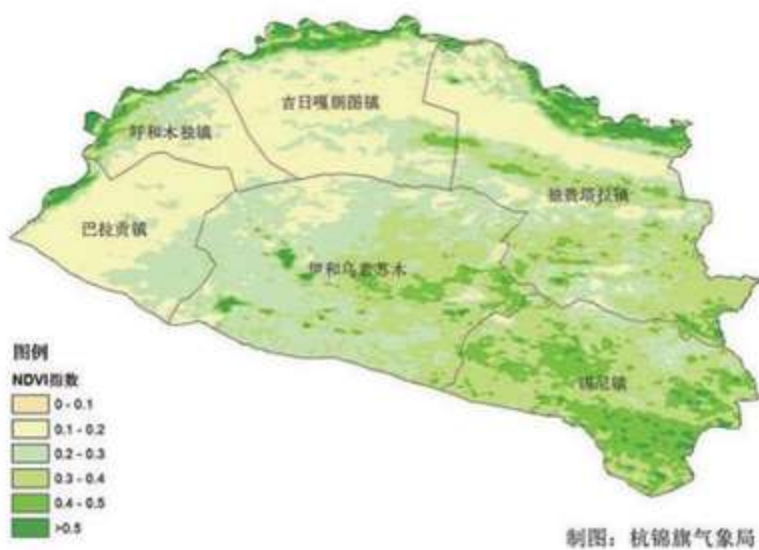 吉日嘎朗图镇
呼和木独镇
独贵塔拉镇
巴拉贡镇
伊和乌素苏木
锡尼镇
图例
NDVI指数
0 - 0.1
0.1 - 0.2
0.2 - 0.3
0.3 - 0.4
0.4 - 0.5
>0.5
制图：杭锦旗气象局